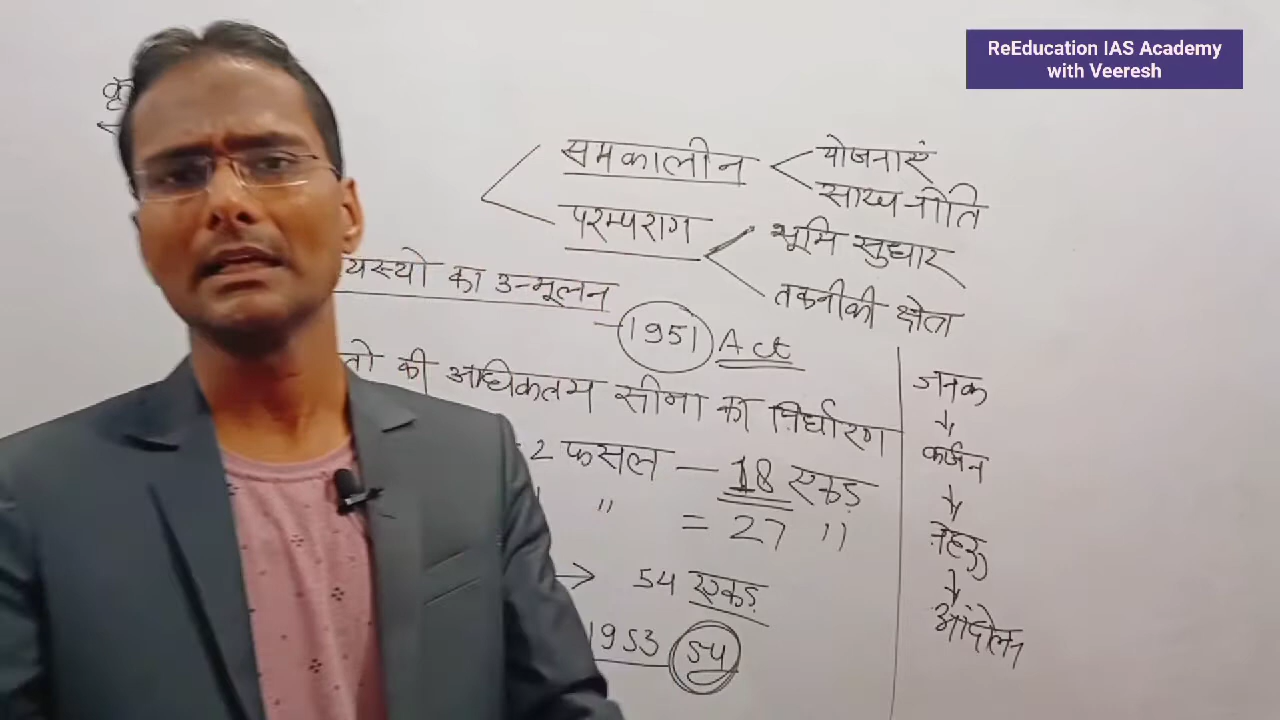 ReEducation IAS Academy
with Veeresh
कृ
समकालीन
योजनाएं
साख्य नीति
परम्पराग
भूमि सुधार
तकनीकी क्षेता
यस्थो का उन्मूलन
1951 Act
तो की अधिकतम सीमा का निर्धारण
2 फसल — 18 एकड़
" = 27 "
→ 54 एकड़
1953 54
जनक
कर्जन
नेहरू
आंदोलन